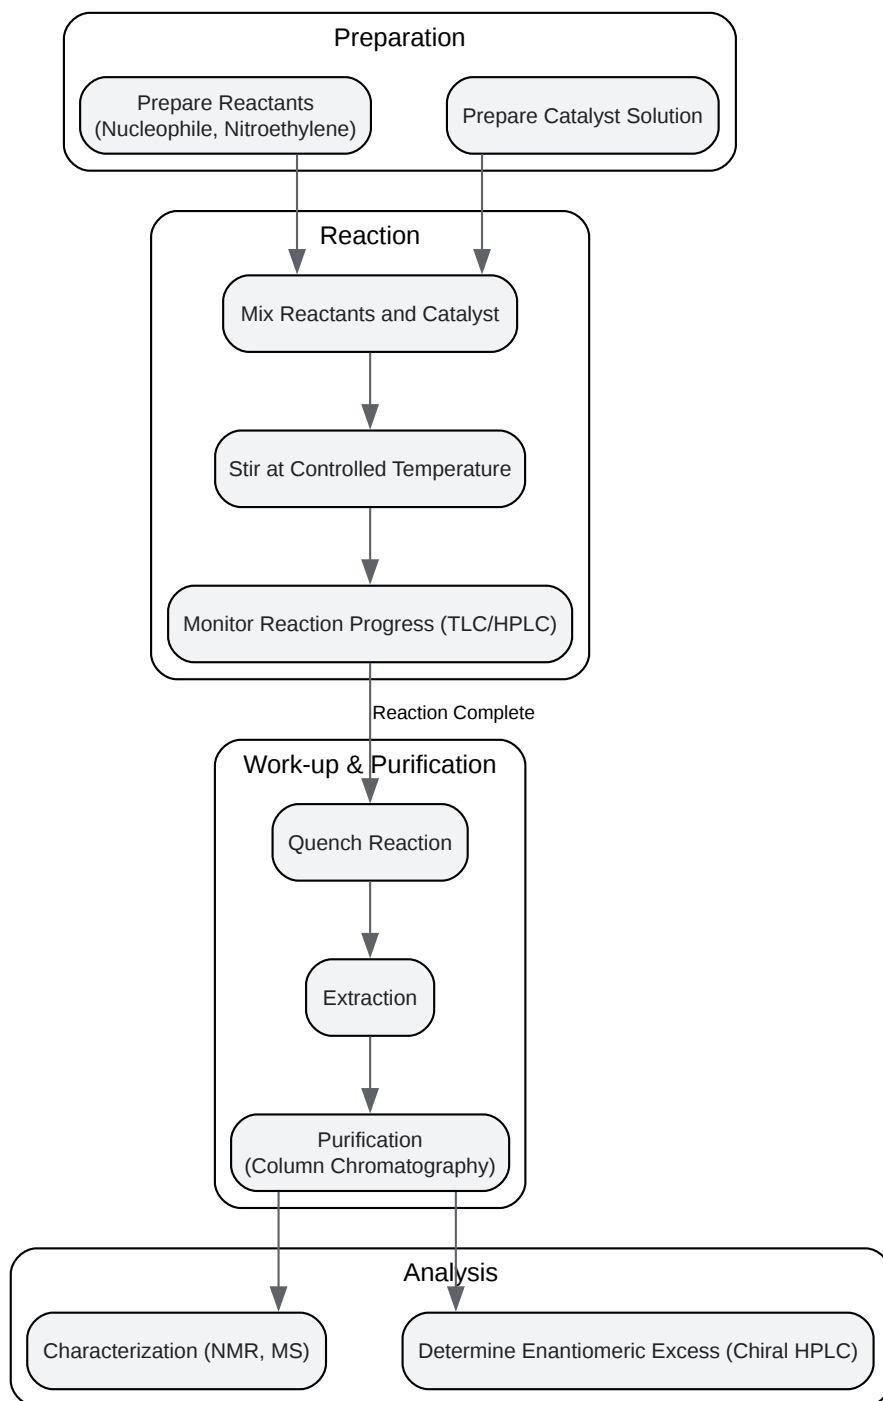 Preparation
Prepare Reactants
(Nucleophile, Nitroethylene)
Prepare Catalyst Solution
Reaction
Mix Reactants and Catalyst
Stir at Controlled Temperature
Monitor Reaction Progress (TLC/HPLC)
Reaction Complete
Work-up & Purification
Quench Reaction
Extraction
Purification
(Column Chromatography)
Analysis
Characterization (NMR, MS)
Determine Enantiomeric Excess (Chiral HPLC)